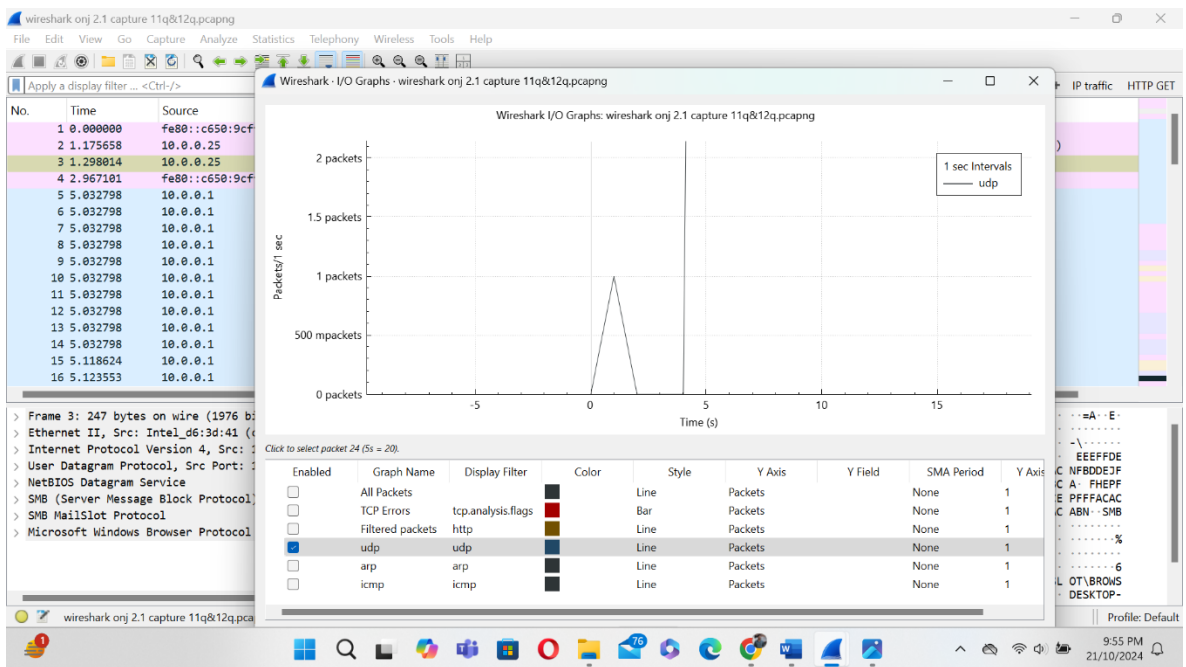 wireshark onj 2.1 capture 11q&12q.pcapng
File Edit View Go Capture Analyze Statistics Telephony Wireless Tools Help
Apply a display filter ... <Ctrl-/>
IP traffic HTTP GET
No. Time Source
1 0.000000 fe80::c650:9cf
2 1.175658 10.0.0.25
3 1.298014 10.0.0.25
4 2.967101 fe80::c650:9cf
5 5.032798 10.0.0.1
6 5.032798 10.0.0.1
7 5.032798 10.0.0.1
8 5.032798 10.0.0.1
9 5.032798 10.0.0.1
10 5.032798 10.0.0.1
11 5.032798 10.0.0.1
12 5.032798 10.0.0.1
13 5.032798 10.0.0.1
14 5.032798 10.0.0.1
15 5.118624 10.0.0.1
16 5.123553 10.0.0.1
Frame 3: 247 bytes on wire (1976 bi
Ethernet II, Src: Intel_d6:3d:41 (
Internet Protocol Version 4, Src: 1
User Datagram Protocol, Src Port: 1
NetBIOS Datagram Service
SMB (Server Message Block Protocol)
SMB MailSlot Protocol
Microsoft Windows Browser Protocol
Wireshark · I/O Graphs · wireshark onj 2.1 capture 11q&12q.pcapng
Wireshark I/O Graphs: wireshark onj 2.1 capture 11q&12q.pcapng
2 packets
1.5 packets
1 packets
500 mpackets
0 packets
Packets/1 sec
-5 0 5 10 15
Time (s)
1 sec Intervals
udp
Click to select packet 24 (5s = 20).
Enabled Graph Name Display Filter Color Style Y Axis Y Field SMA Period Y Axis
All Packets Line Packets None 1
TCP Errors tcp.analysis.flags Bar Packets None 1
Filtered packets http Line Packets None 1
udp udp Line Packets None 1
arp arp Line Packets None 1
icmp icmp Line Packets None 1
· ··=A··E·
· -\······
EEEFFDE
NFBDDEJF
A· FHEPF
PFFFACAC
ABN··SMB
·······%
·······6
OT\BROWS
DESKTOP-
wireshark onj 2.1 capture 11q&12q.pca
Profile: Default
1
76
9:55 PM
21/10/2024